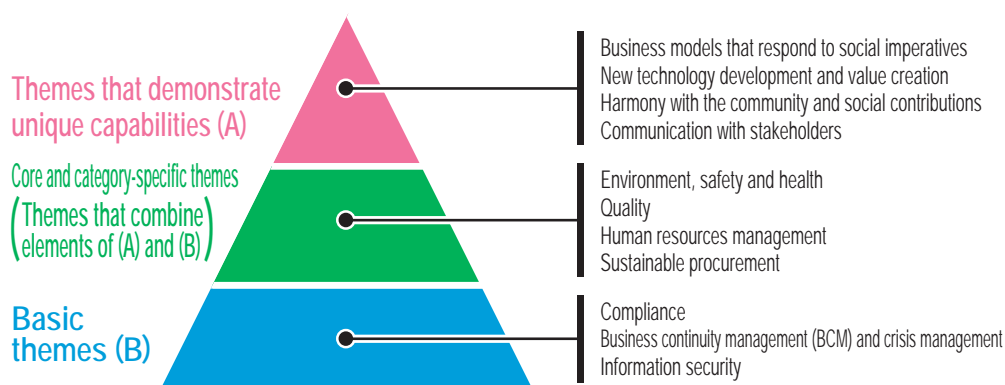 Themes that demonstrate
unique capabilities (A)
Business models that respond to social imperatives
New technology development and value creation
Harmony with the community and social contributions
Communication with stakeholders
Core and category-specific themes
(Themes that combine
elements of (A) and (B))
Environment, safety and health
Quality
Human resources management
Sustainable procurement
Basic
themes (B)
Compliance
Business continuity management (BCM) and crisis management
Information security